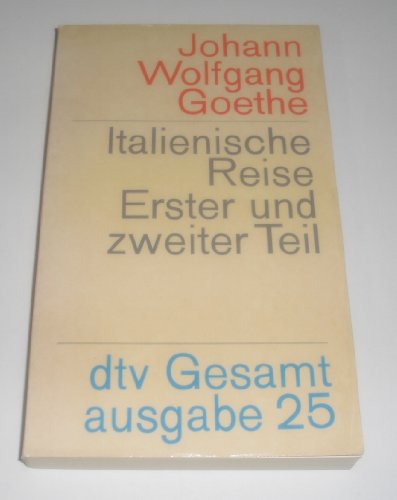 Johann
Wolfgang
Goethe
Italienische
Reise
Erster und
zweiter Teil
dtv Gesamt
ausgabe 25